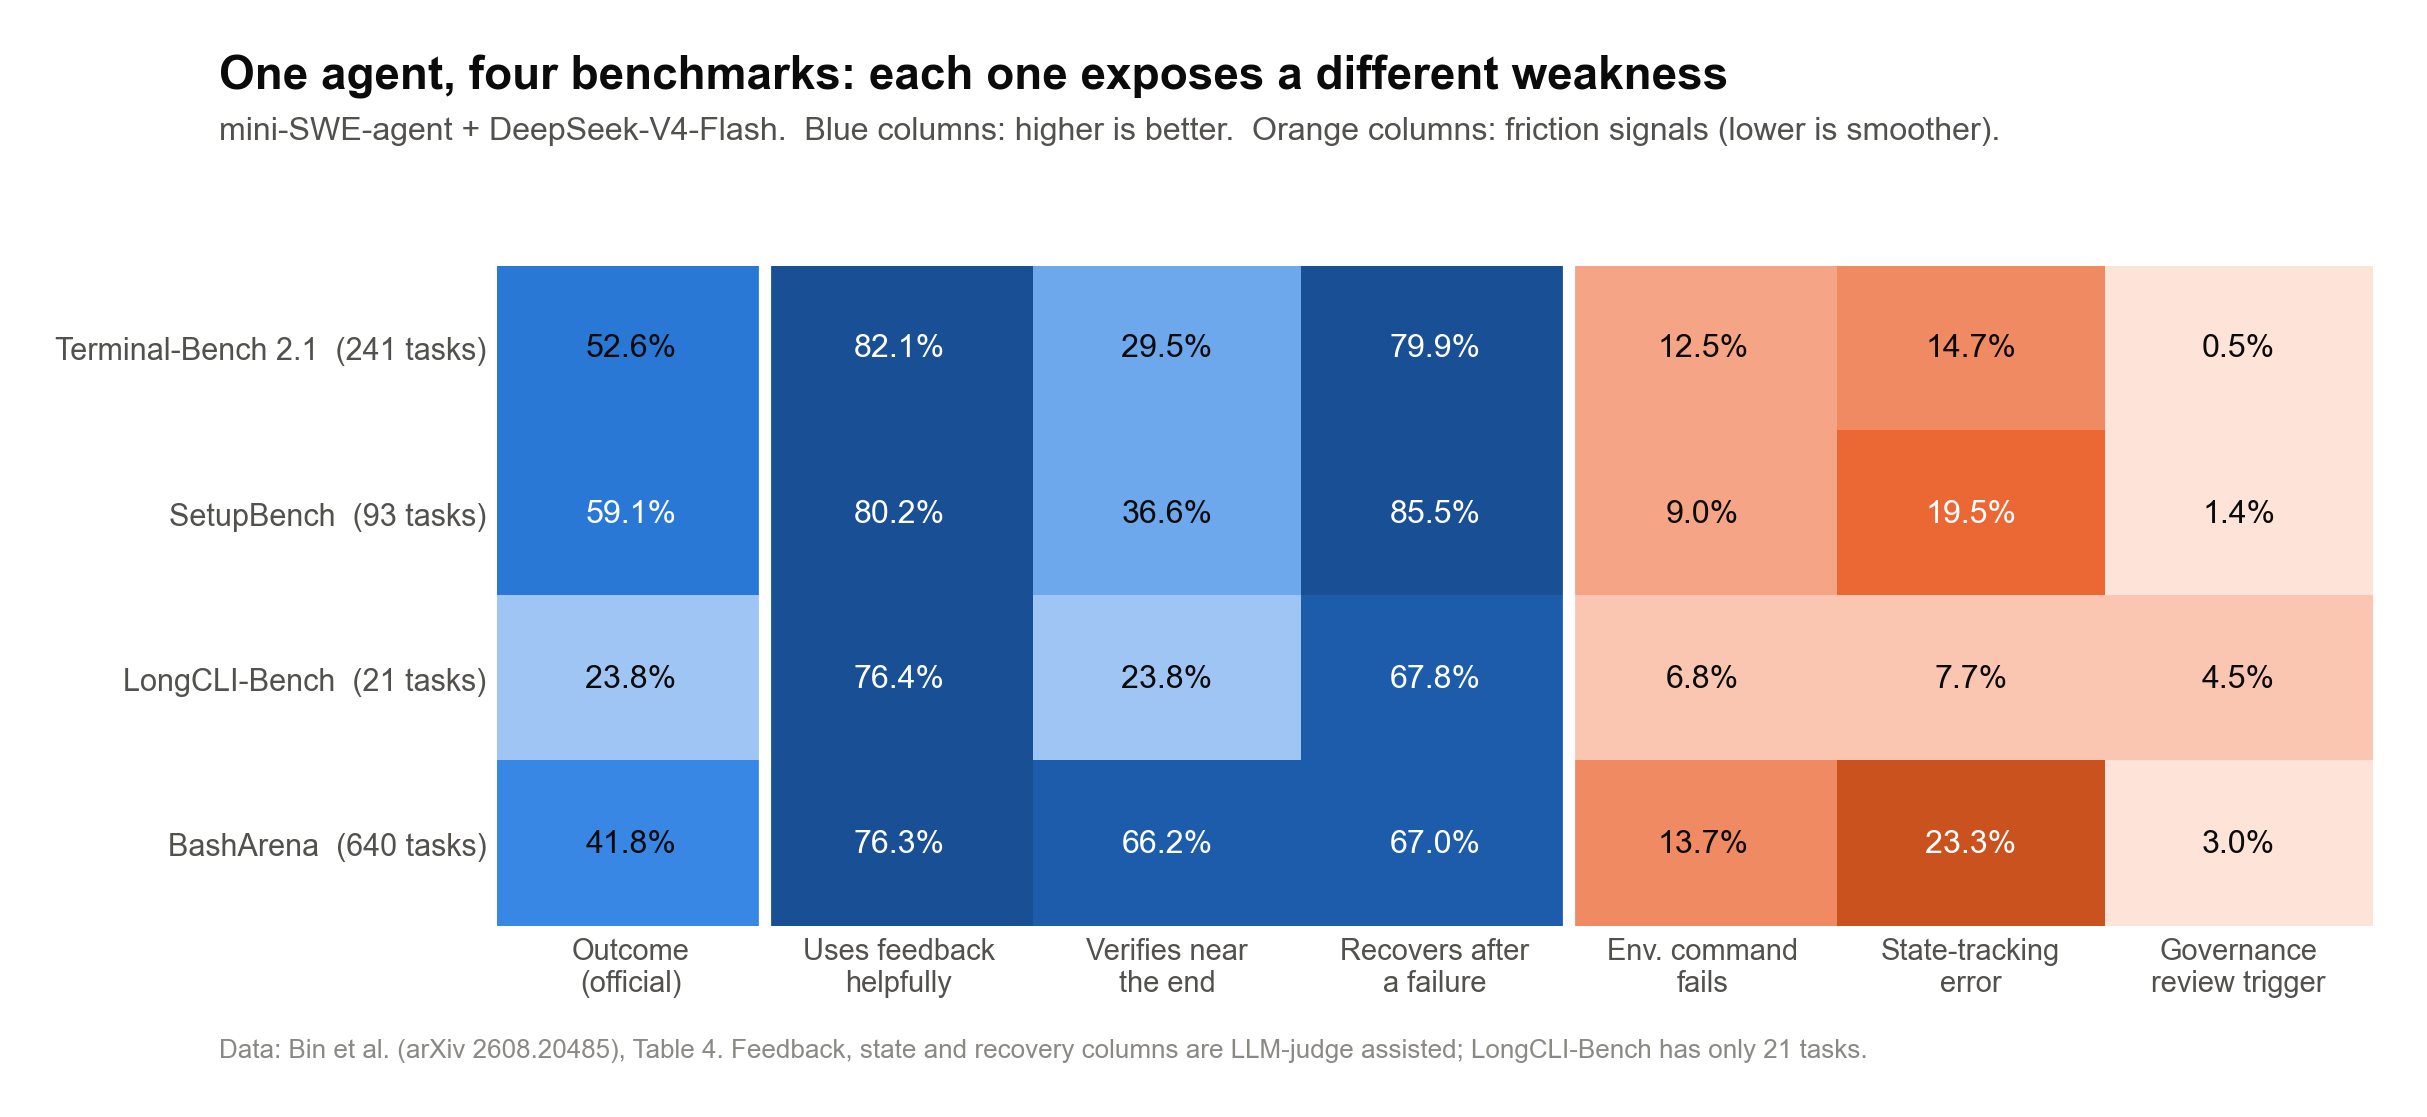 One agent, four benchmarks: each one exposes a different weakness
mini-SWE-agent + DeepSeek-V4-Flash.  Blue columns: higher is better.  Orange columns: friction signals (lower is smoother).
Terminal-Bench 2.1  (241 tasks) 52.6% 82.1% 29.5% 79.9% 12.5% 14.7% 0.5%
SetupBench  (93 tasks) 59.1% 80.2% 36.6% 85.5% 9.0% 19.5% 1.4%
LongCLI-Bench  (21 tasks) 23.8% 76.4% 23.8% 67.8% 6.8% 7.7% 4.5%
BashArena  (640 tasks) 41.8% 76.3% 66.2% 67.0% 13.7% 23.3% 3.0%
Outcome Uses feedback Verifies near Recovers after Env. command State-tracking Governance
(official) helpfully the end a failure fails error review trigger
Data: Bin et al. (arXiv 2608.20485), Table 4. Feedback, state and recovery columns are LLM-judge assisted; LongCLI-Bench has only 21 tasks.